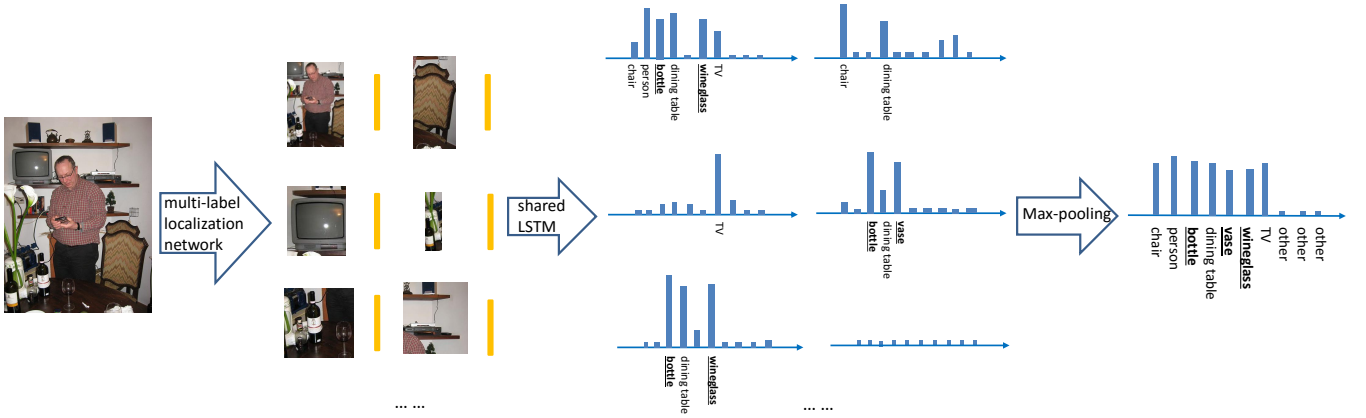 multi-label
localization
network
... ...
shared
LSTM
chair
person
bottle
dining table
wineglass
TV
chair
dining table
TV
bottle
dining table
vase
bottle
dining table
wineglass
... ...
Max-pooling
chair
person
bottle
dining table
vase
wineglass
TV
other
other
other